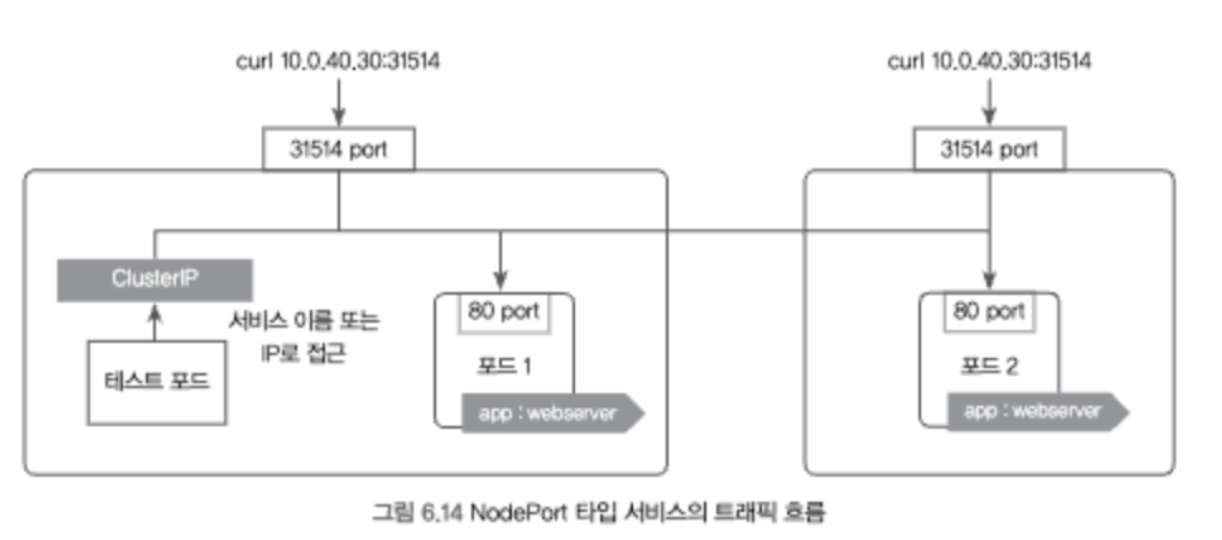 curl 10.0.40.30:31514
curl 10.0.40.30:31514
31514 port
31514 port
ClusterIP
서비스 이름 또는
IP로 접근
테스트 포드
80 port
포드 1
app : webserver
80 port
포드 2
app : webserver
그림 6.14 NodePort 타입 서비스의 트래픽 흐름